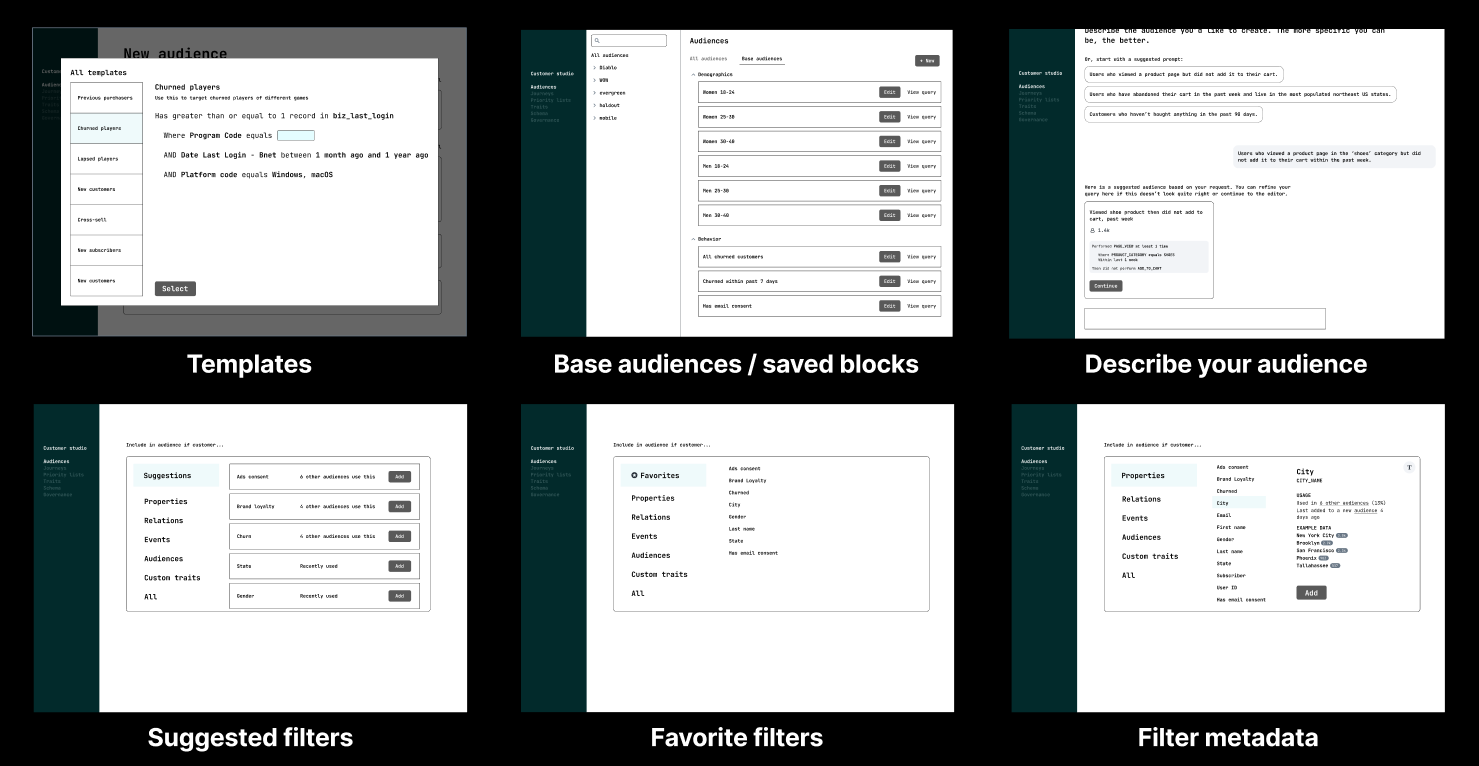 New audience
All templates
Previous purchasers
Churned players
Lapsed players
New customers
Cross-sell
New subscribers
New customers
Churned players
Use this to target churned players of different games
Has greater than or equal to 1 record in biz_last_login
Where Program Code equals
AND Date Last Login - Bnet between 1 month ago and 1 year ago
AND Platform code equals Windows, macOS
Select
Templates
Customer studio
Audiences
Journeys
Priority lists
Traits
Schema
Governance
All audiences
Diablo
WOW
evergreen
holdout
mobile
Audiences
All audiences
Base audiences
+ New
Demographics
Women 18-24 Edit View query
Women 25-30 Edit View query
Women 30-40 Edit View query
Men 18-24 Edit View query
Men 25-30 Edit View query
Men 30-40 Edit View query
Behavior
All churned customers Edit View query
Churned within past 7 days Edit View query
Has email consent Edit View query
Base audiences / saved blocks
Customer studio
Audiences
Journeys
Priority lists
Traits
Schema
Governance
Describe the audience you'd like to create. The more specific you can
be, the better.
Or, start with a suggested prompt:
Users who viewed a product page but did not add it to their cart.
Users who have abandoned their cart in the past week and live in the most populated northeast US states.
Customers who haven't bought anything in the past 90 days.
Users who viewed a product page in the 'shoes' category but did
not add it to their cart within the past week.
Here is a suggested audience based on your request. You can refine your
query here if this doesn't look quite right or continue to the editor.
Viewed shoe product then did not add to
cart, past week
1.4k
Performed PAGE_VIEW at least 1 time
Where PRODUCT_CATEGORY equals SHOES
Within last 1 week
Then did not perform ADD_TO_CART
Continue
Describe your audience
Customer studio
Audiences
Journeys
Priority lists
Traits
Schema
Governance
Include in audience if customer...
Suggestions
Properties
Relations
Events
Audiences
Custom traits
All
Ads consent 6 other audiences use this Add
Brand loyalty 4 other audiences use this Add
Churn 4 other audiences use this Add
State Recently used Add
Gender Recently used Add
Suggested filters
Customer studio
Audiences
Journeys
Priority lists
Traits
Schema
Governance
Include in audience if customer...
Favorites
Properties
Relations
Events
Audiences
Custom traits
All
Ads consent
Brand Loyalty
Churned
City
Gender
Last name
State
Has email consent
Favorite filters
Customer studio
Audiences
Journeys
Priority lists
Traits
Schema
Governance
Include in audience if customer...
Properties
Relations
Events
Audiences
Custom traits
All
Ads consent
Brand Loyalty
Churned
City
Email
First name
Gender
Last name
State
Subscriber
User ID
Has email consent
City
T
CITY_NAME
USAGE
Used in 6 other audiences (13%)
Last added to a new audience 4
days ago
EXAMPLE DATA
New York City
Brooklyn
San Francisco
Phoenix
Tallahassee
Add
Filter metadata